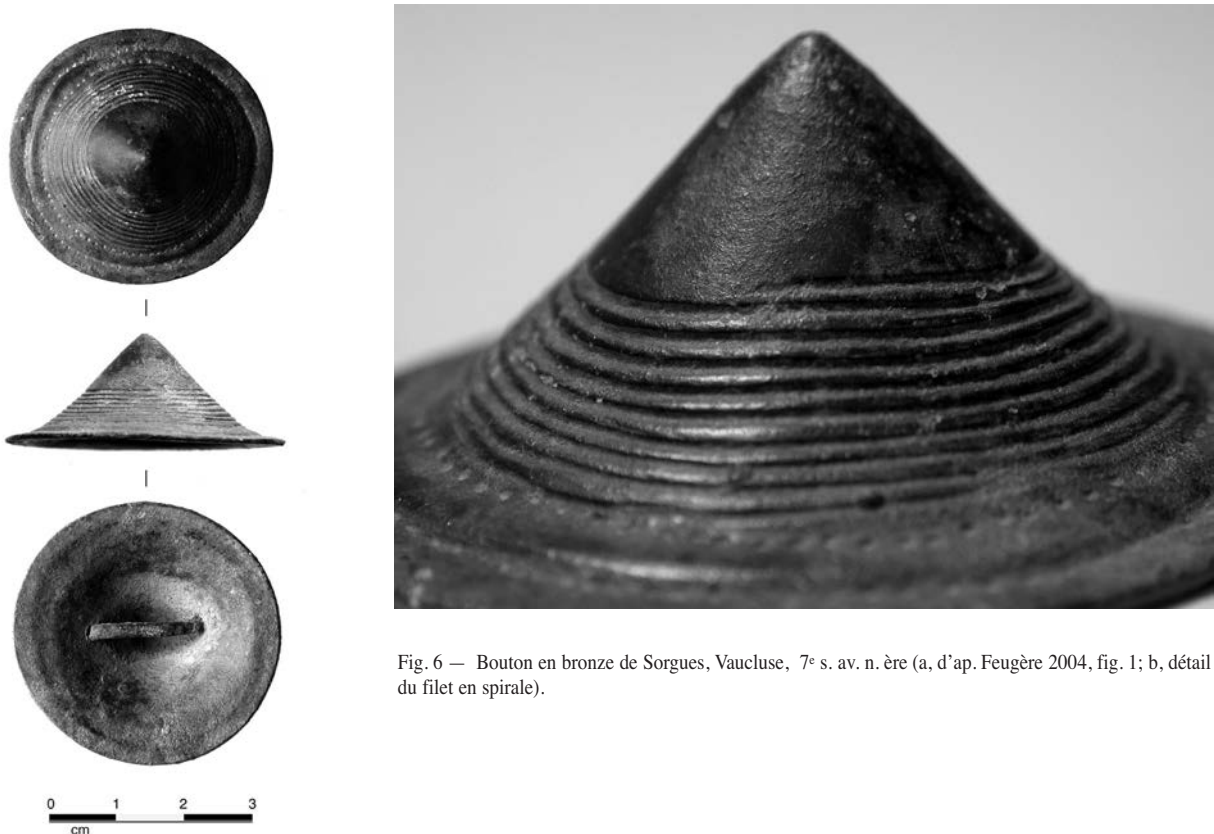 0 1 2 3
cm
Fig. 6 — Bouton en bronze de Sorgues, Vaucluse, 7e s. av. n. ère (a, d'ap. Feugère 2004, fig. 1; b, détail
du filet en spirale).